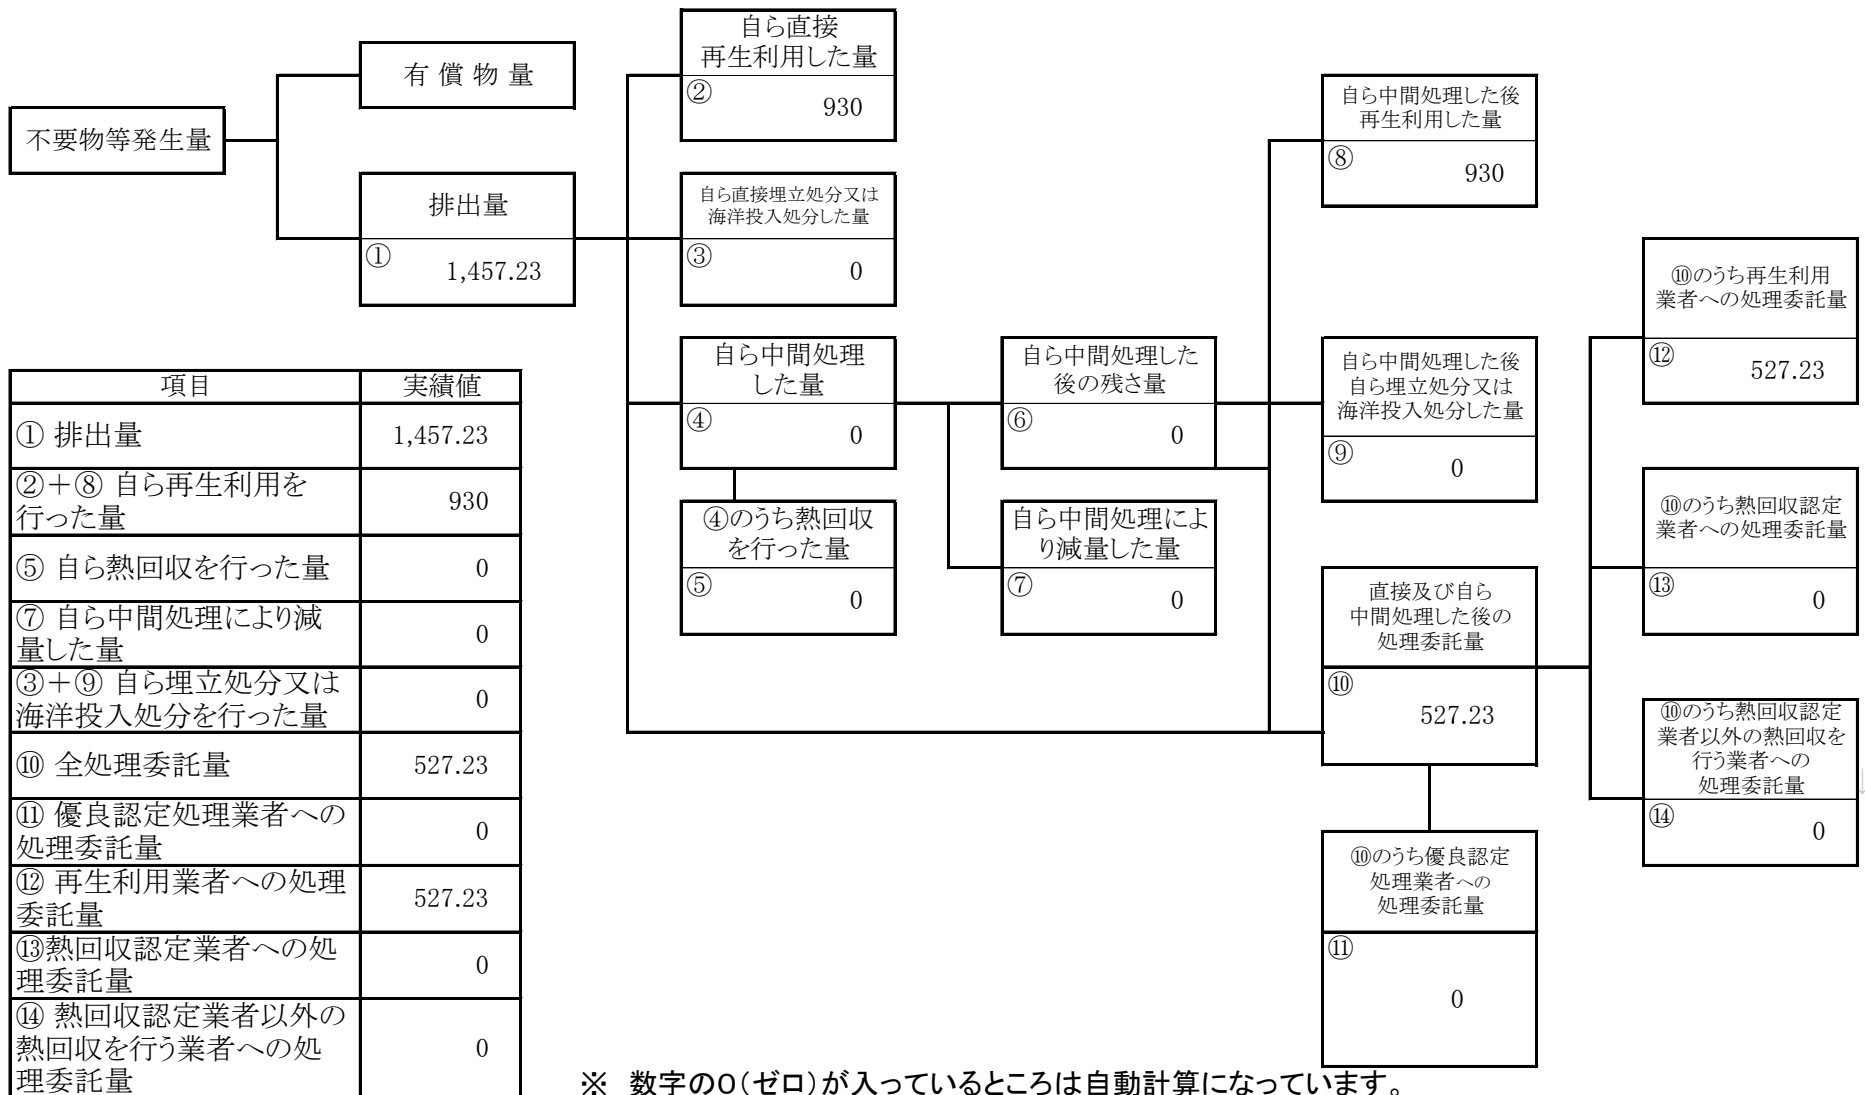 不要物等発生量
有 償 物 量
排出量
① 1,457.23
自ら直接
再生利用した量
② 930
自ら直接埋立処分又は
海洋投入処分した量
③ 0
自ら中間処理
した量
④ 0
④のうち熱回収
を行った量
⑤ 0
自ら中間処理した
後の残さ量
⑥ 0
自ら中間処理によ
り減量した量
⑦ 0
自ら中間処理した後
再生利用した量
⑧ 930
自ら中間処理した後
自ら埋立処分又は
海洋投入処分した量
⑨ 0
直接及び自ら
中間処理した後の
処理委託量
⑩ 527.23
⑩のうち優良認定
処理業者への
処理委託量
⑪ 0
⑩のうち再生利用
業者への処理委託量
⑫ 527.23
⑩のうち熱回収認定
業者への処理委託量
⑬ 0
⑩のうち熱回収認定
業者以外の熱回収を
行う業者への
処理委託量
⑭ 0
↓
項目 実績値
① 排出量 1,457.23
②＋⑧ 自ら再生利用を
行った量 930
⑤ 自ら熱回収を行った量 0
⑦ 自ら中間処理により減
量した量 0
③＋⑨ 自ら埋立処分又は
海洋投入処分を行った量 0
⑩ 全処理委託量 527.23
⑪ 優良認定処理業者への
処理委託量 0
⑫ 再生利用業者への処理
委託量 527.23
⑬熱回収認定業者への処
理委託量 0
⑭ 熱回収認定業者以外の
熱回収を行う業者への処
理委託量 0
※ 数字の0（ゼロ）が入っているところは自動計算になっています。